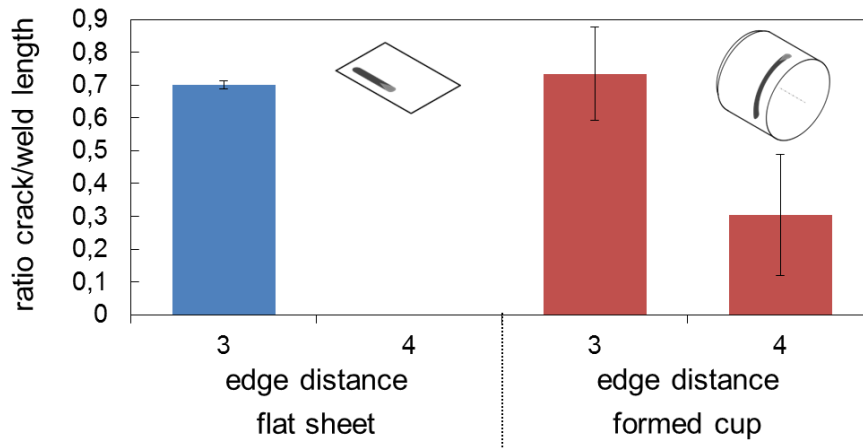 ratio crack/weld length
0,9
0,8
0,7
0,6
0,5
0,4
0,3
0,2
0,1
0
3 4 3 4
edge distance edge distance
flat sheet formed cup